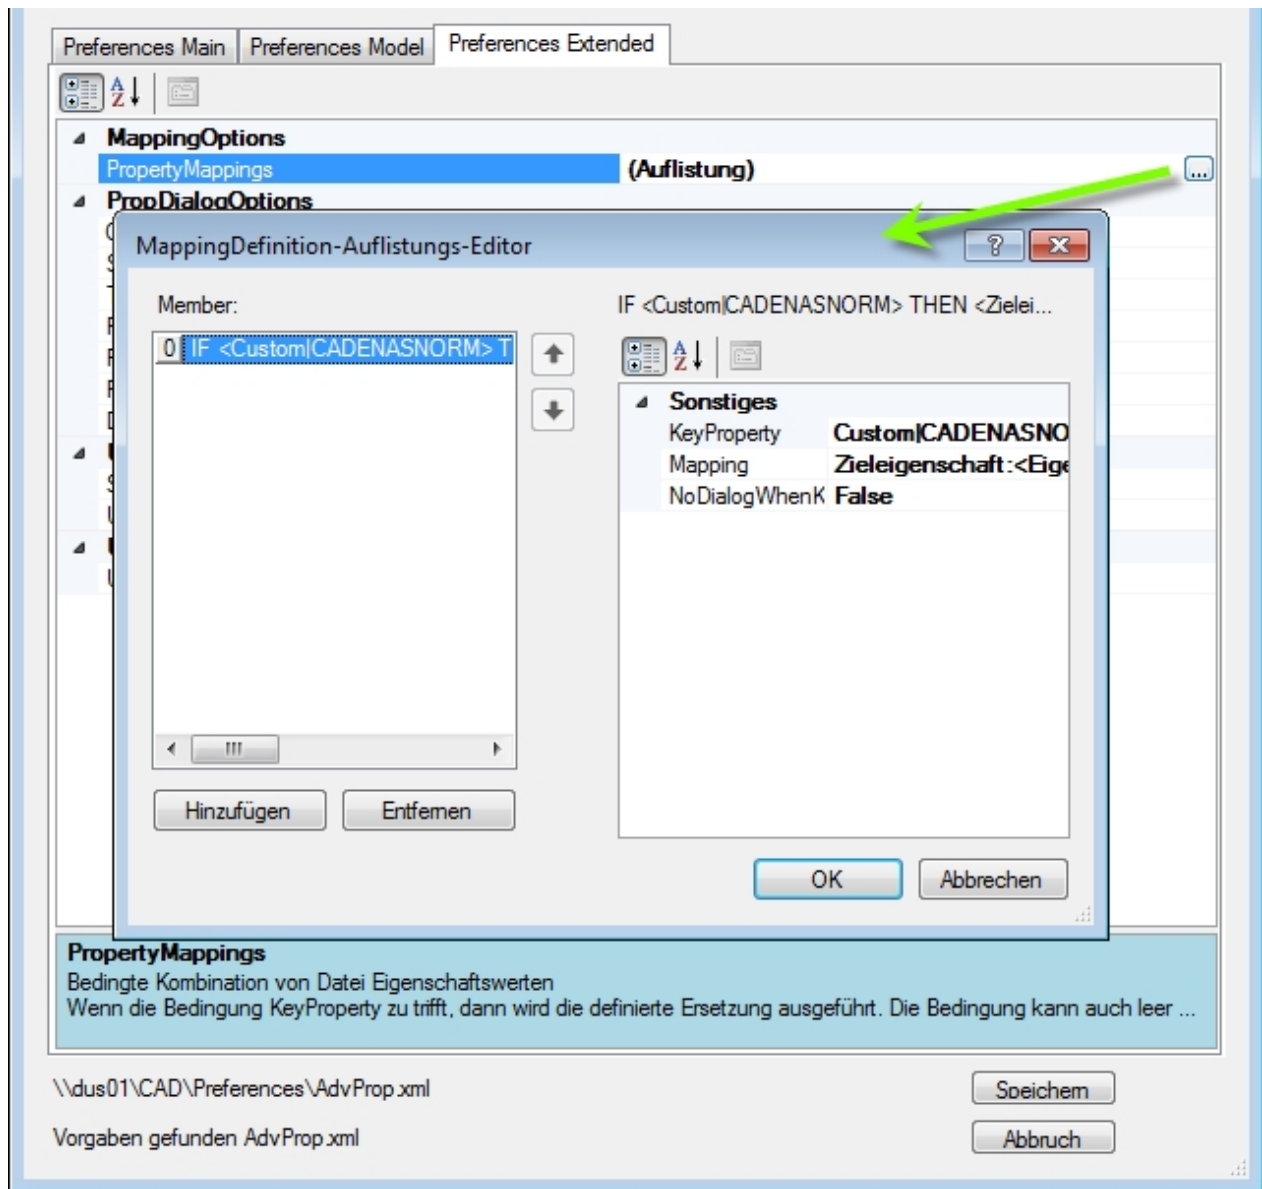 Preferences Main Preferences Model Preferences Extended
MappingOptions
PropertyMappings (Auflistung) ...
PropDialogOptions
MappingDefinition-Auflistungs-Editor
Member: IF <Custom|CADENASNORM> THEN <Zielei...
0 IF <Custom|CADENASNORM> T
Sonstiges
KeyProperty Custom|CADENASNO
Mapping Zieleigenschaft:<Eige
NoDialogWhenK False
Hinzufügen Entfernen
OK Abbrechen
PropertyMappings
Bedingte Kombination von Datei Eigenschaftswerten
Wenn die Bedingung KeyProperty zu trifft, dann wird die definierte Ersetzung ausgeführt. Die Bedingung kann auch leer ...
\\dus01\CAD\Preferences\AdvProp.xml Speichern
Vorgaben gefunden AdvProp.xml Abbruch